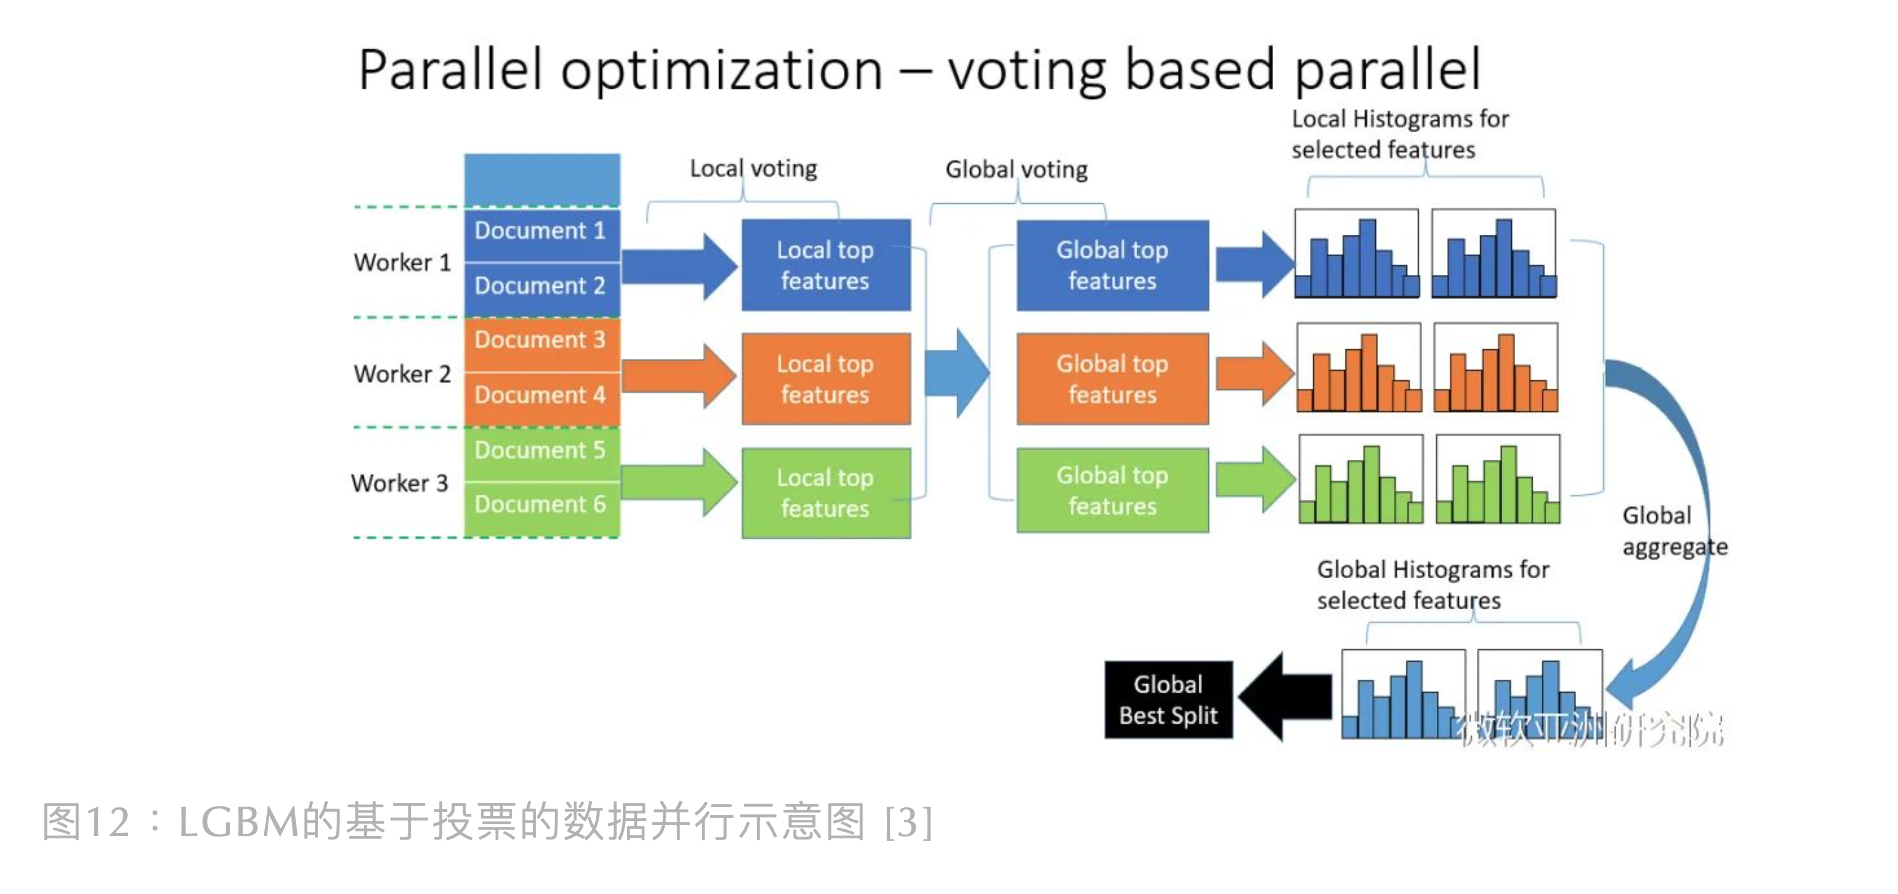 Parallel optimization – voting based parallel
Local Histograms for
selected features
Local voting
Global voting
Worker 1
Document 1
Document 2
Local top
features
Global top
features
Worker 2
Document 3
Document 4
Local top
features
Global top
features
Worker 3
Document 5
Document 6
Local top
features
Global top
features
Global
aggregate
Global Histograms for
selected features
Global
Best Split
微软亚洲研究院
图12：LGBM的基于投票的数据并行示意图 [3]